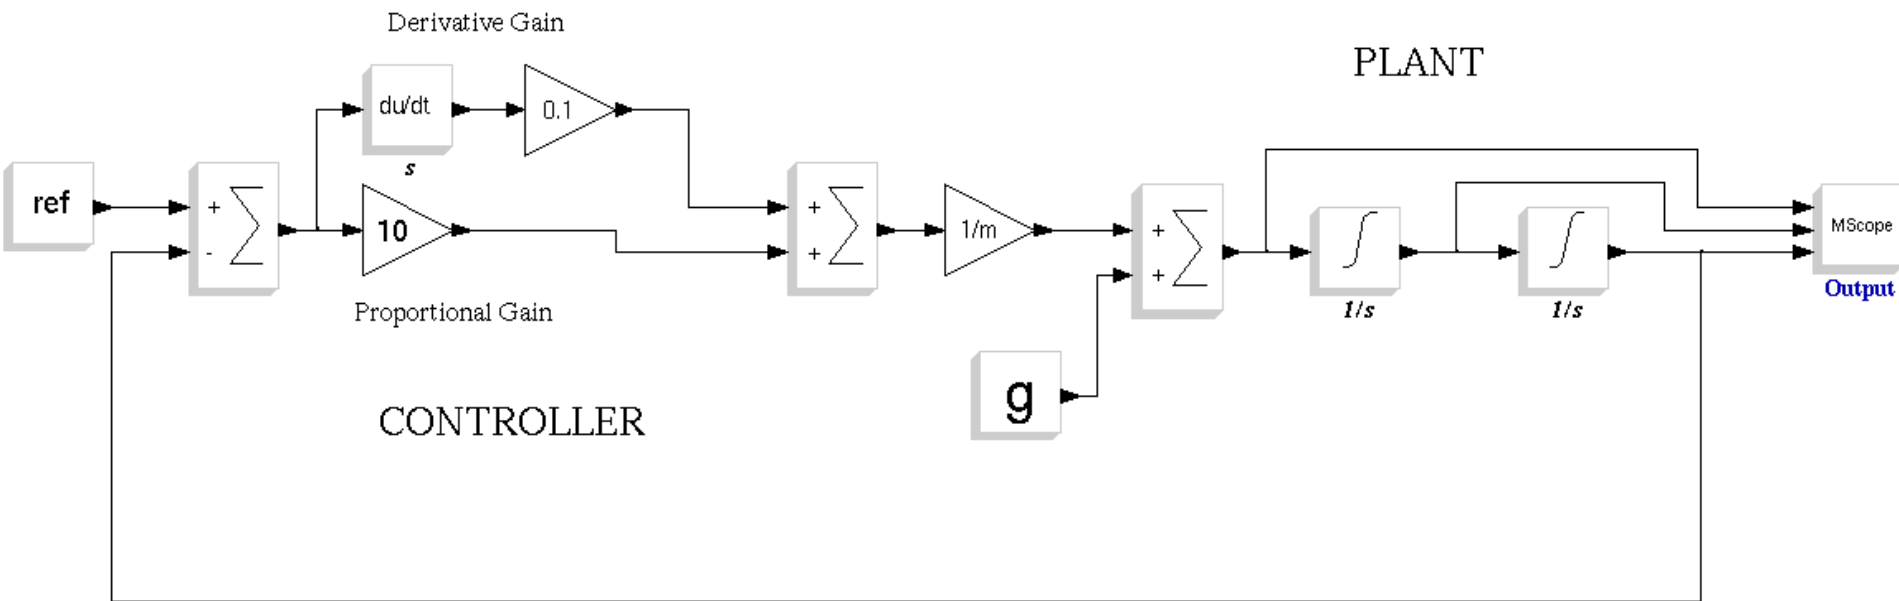 Derivative Gain
PLANT
du/dt
0.1
s
ref
+
-
10
+
+
1/m
+
+
MScope
Output
1/s
1/s
Proportional Gain
g
CONTROLLER